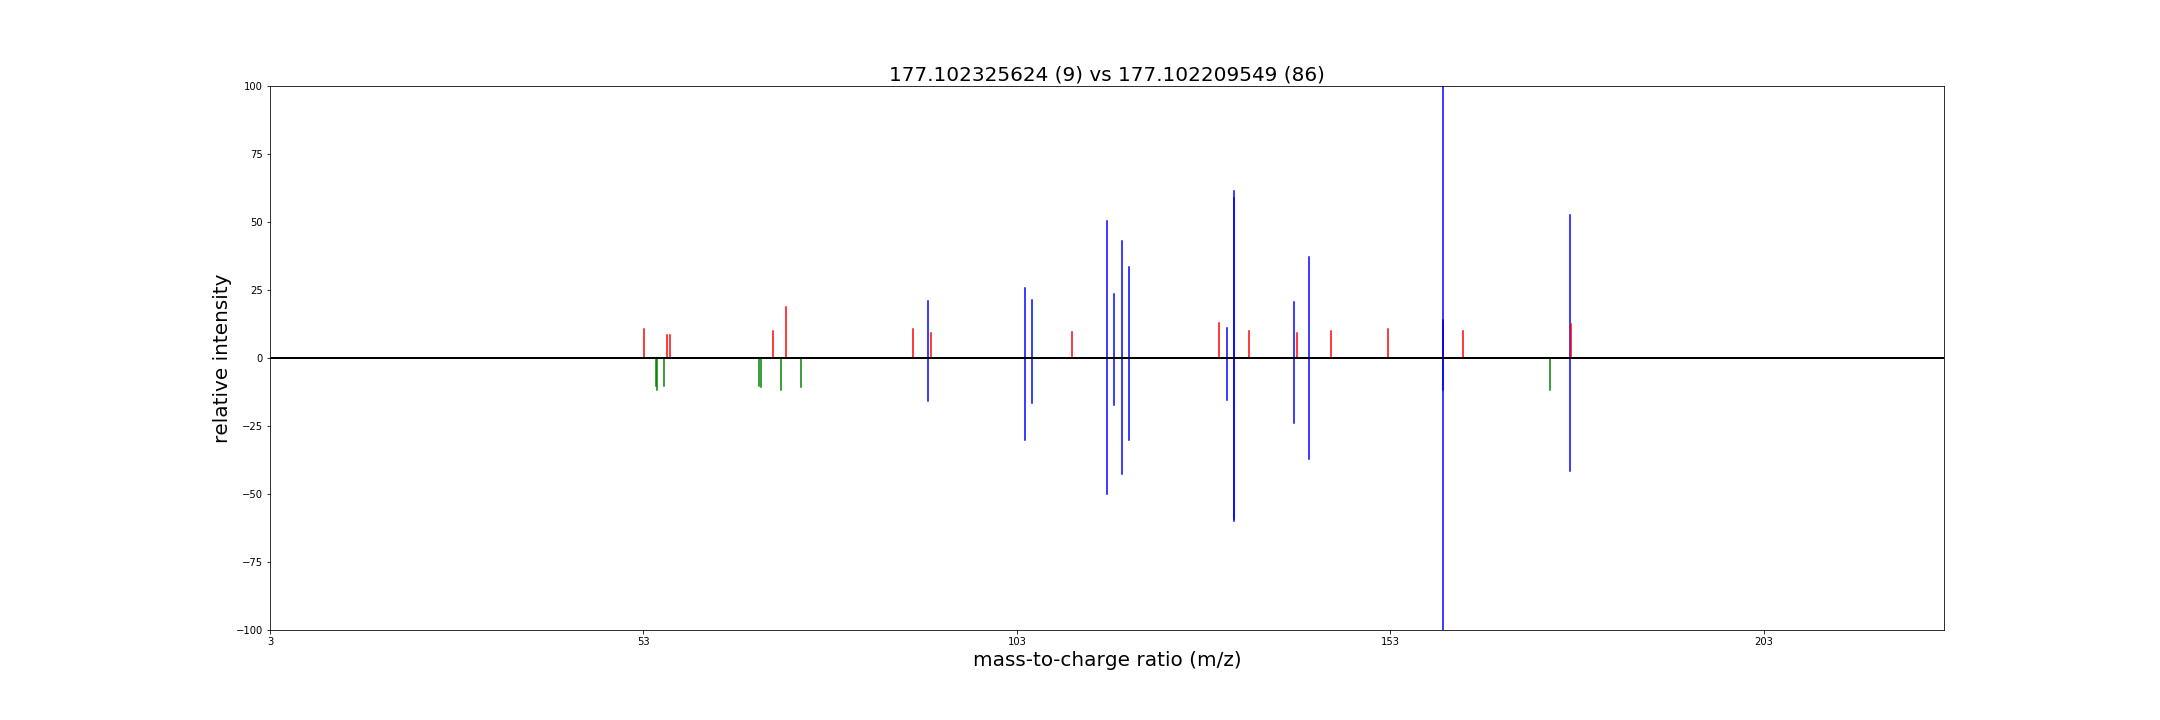 177.102325624 (9) vs 177.102209549 (86)
100
75
50
25
0
−25
−50
−75
−100
relative intensity
3 53 103 153 203
mass-to-charge ratio (m/z)